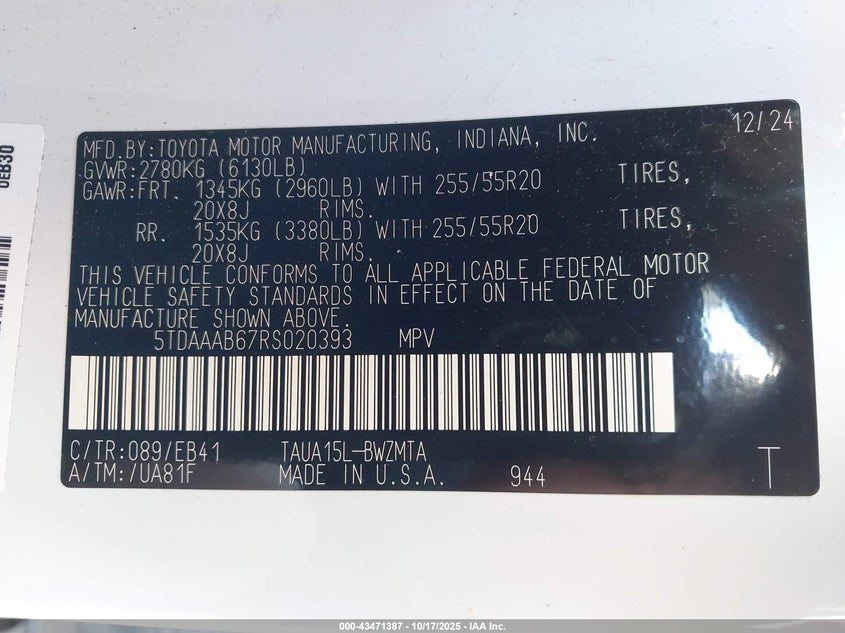 0EB30
MFD.BY:TOYOTA MOTOR MANUFACTURING, INDIANA, INC. 12/24
GVWR:2780KG (6130LB)
GAWR:FRT. 1345KG (2960LB) WITH 255/55R20 TIRES,
20X8J RIMS.
RR. 1535KG (3380LB) WITH 255/55R20 TIRES,
20X8J RIMS.
THIS VEHICLE CONFORMS TO ALL APPLICABLE FEDERAL MOTOR
VEHICLE SAFETY STANDARDS IN EFFECT ON THE DATE OF
MANUFACTURE SHOWN ABOVE.
5TDAAAB67RS020393 MPV
C/TR:089/EB41 TAUA15L-BWZMTA
A/TM:/UA81F MADE IN U.S.A. 944 T
000-43471387 - 10/17/2025 - IAA Inc.